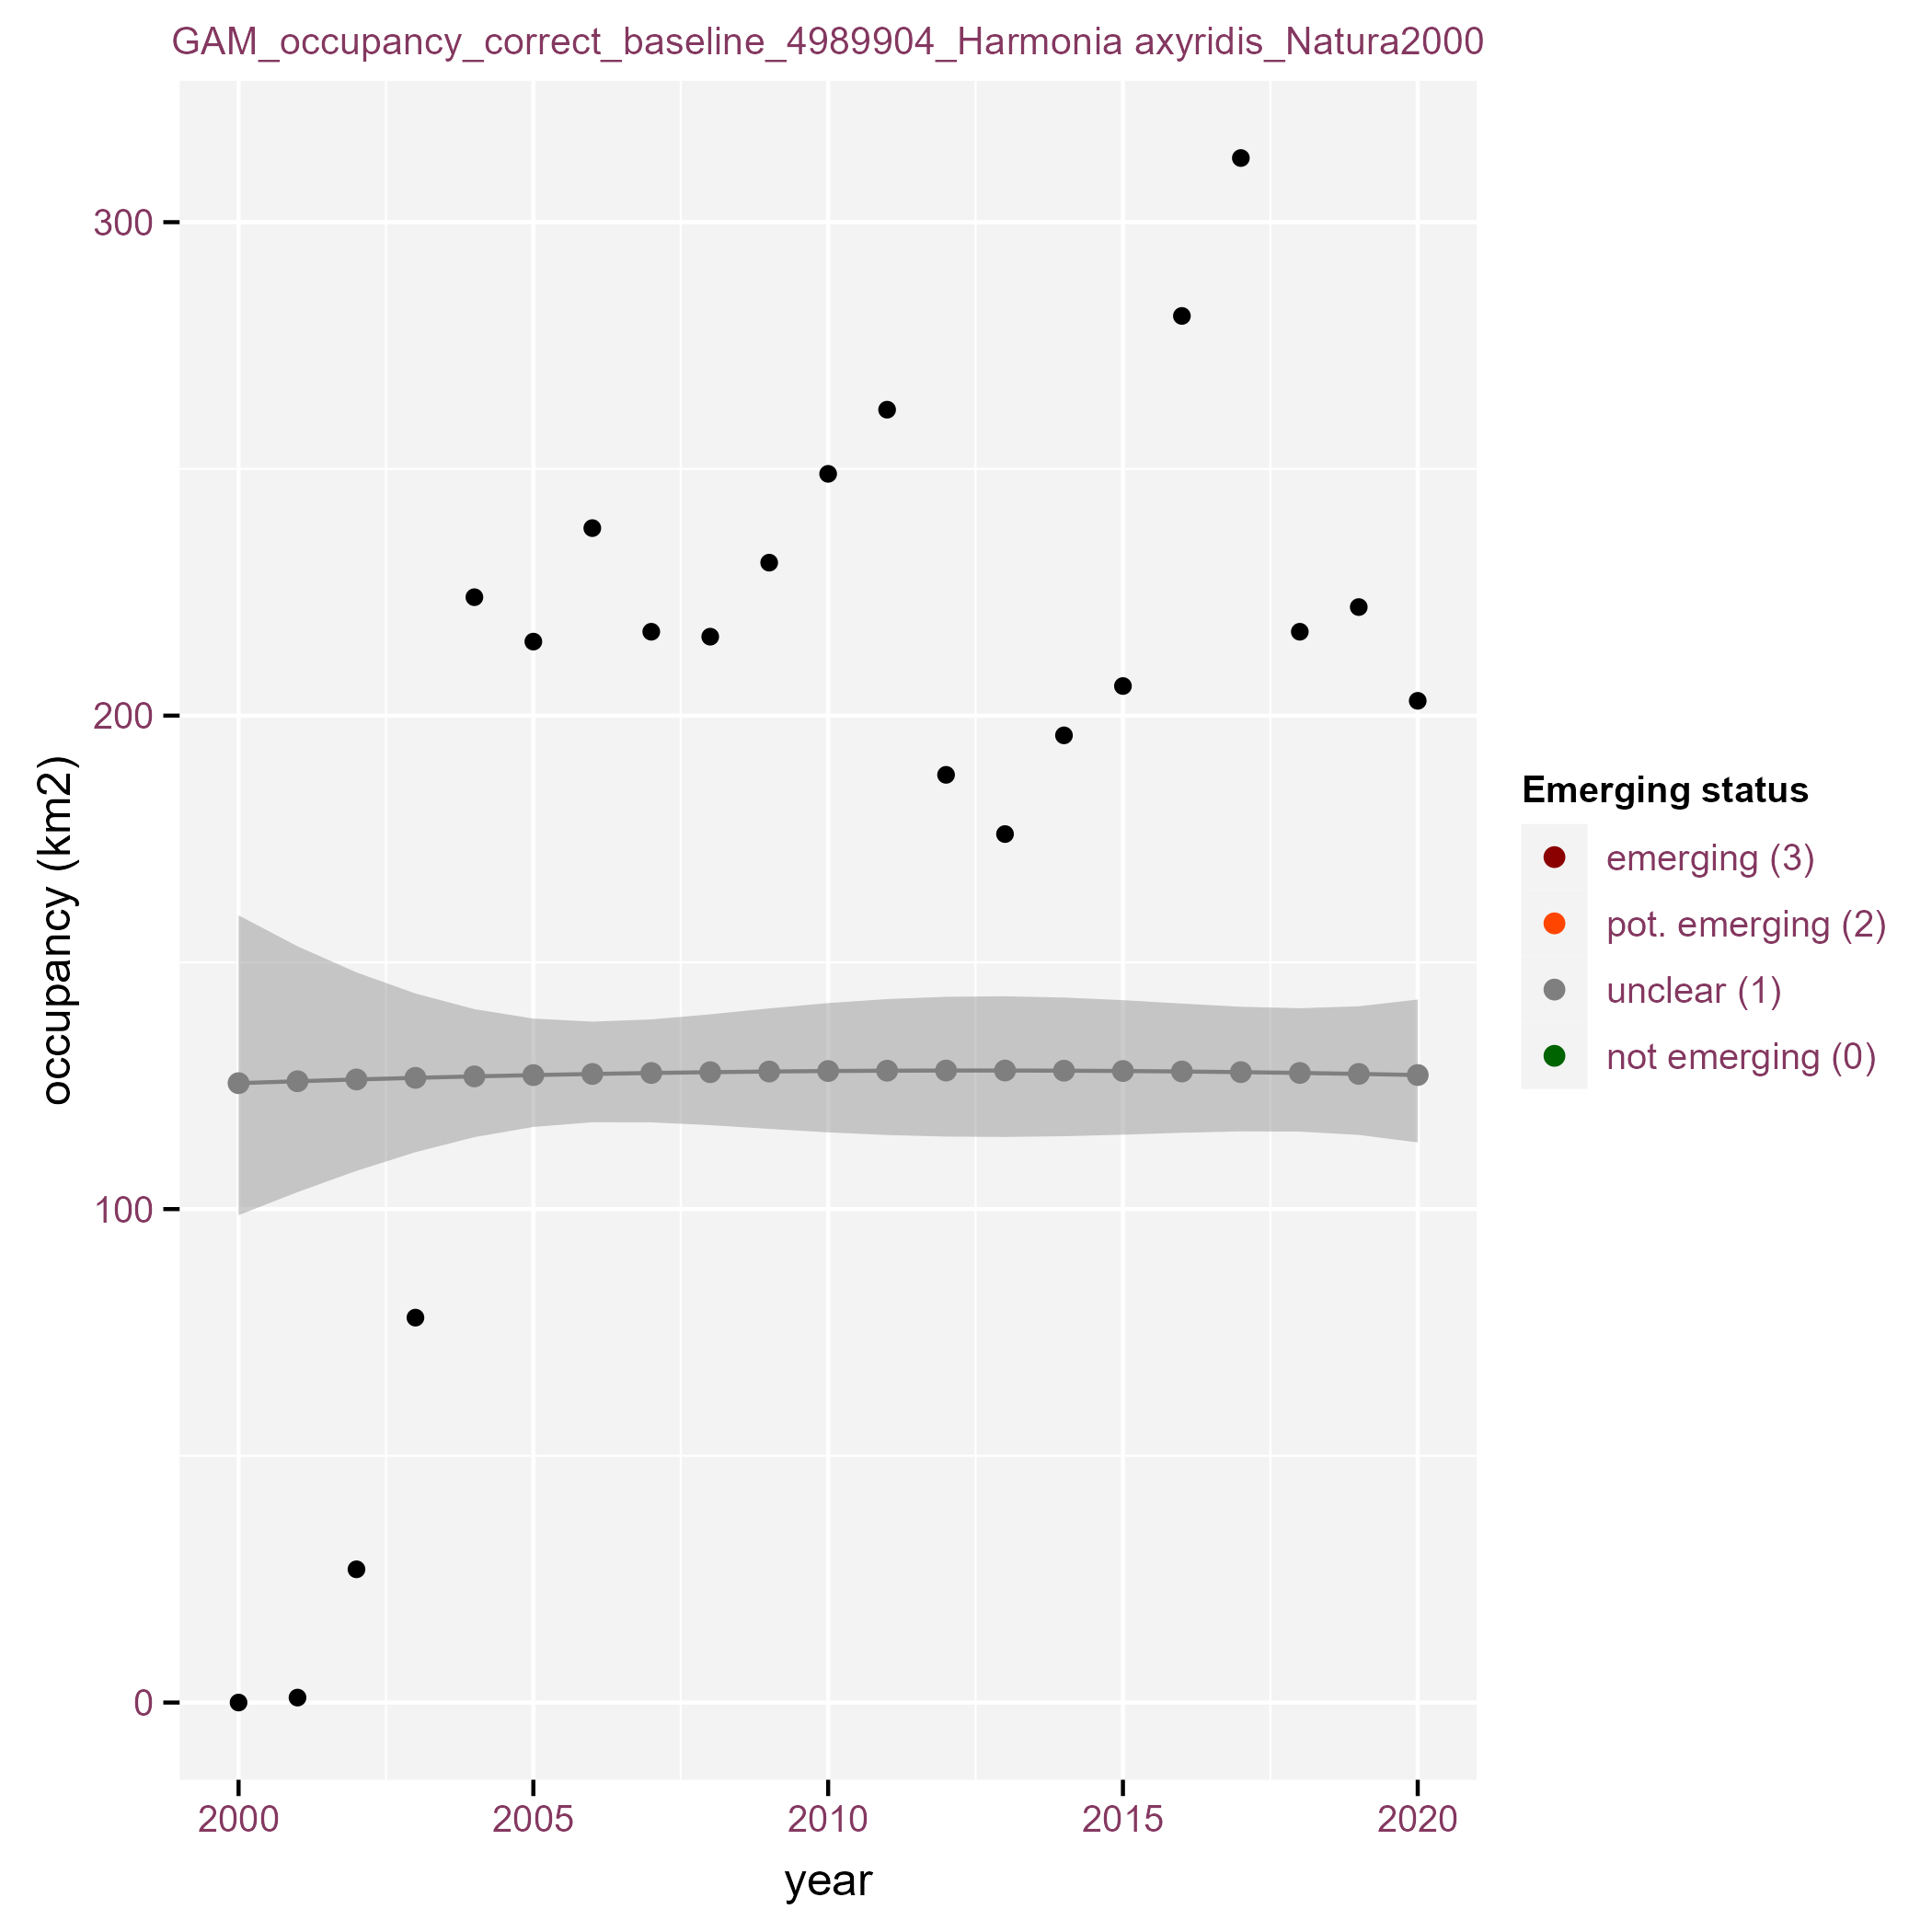 GAM_occupancy_correct_baseline_4989904_Harmonia axyridis_Natura2000
occupancy (km2)
300
200
100
0
2000
2005
2010
2015
2020
year
Emerging status
emerging (3)
pot. emerging (2)
unclear (1)
not emerging (0)